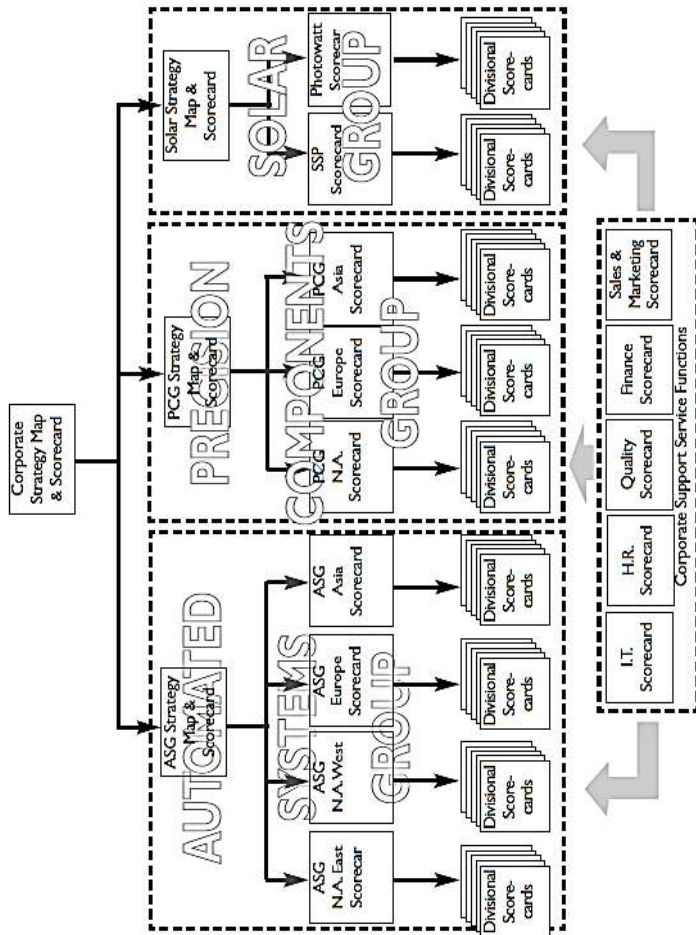 Corporate
Strategy Map
& Scorecard
AUTOMATED
SYSTEMS
GROUP
ASG Strategy
Map &
Scorecard
ASG
N.A. East
Scorecar
ASG
N.A. West
ASG
Europe
Scorecard
ASG
Asia
Scorecard
Divisional
Score-
cards
Divisional
Score-
cards
Divisional
Score-
cards
Divisional
Score-
cards
PRECISION
COMPONENTS
GROUP
PCG Strategy
Map &
Scorecard
PCG
N.A.
Scorecard
PCG
Europe
Scorecard
PCG
Asia
Scorecard
Divisional
Score-
cards
Divisional
Score-
cards
Divisional
Score-
cards
SOLAR
GROUP
Solar Strategy
Map &
Scorecard
SSP
Scorecard
Photowatt
Scorecar
Divisional
Score-
cards
Divisional
Score-
cards
I.T.
Scorecard
H.R.
Scorecard
Quality
Scorecard
Finance
Scorecard
Sales &
Marketing
Scorecard
Corporate Support Service Functions